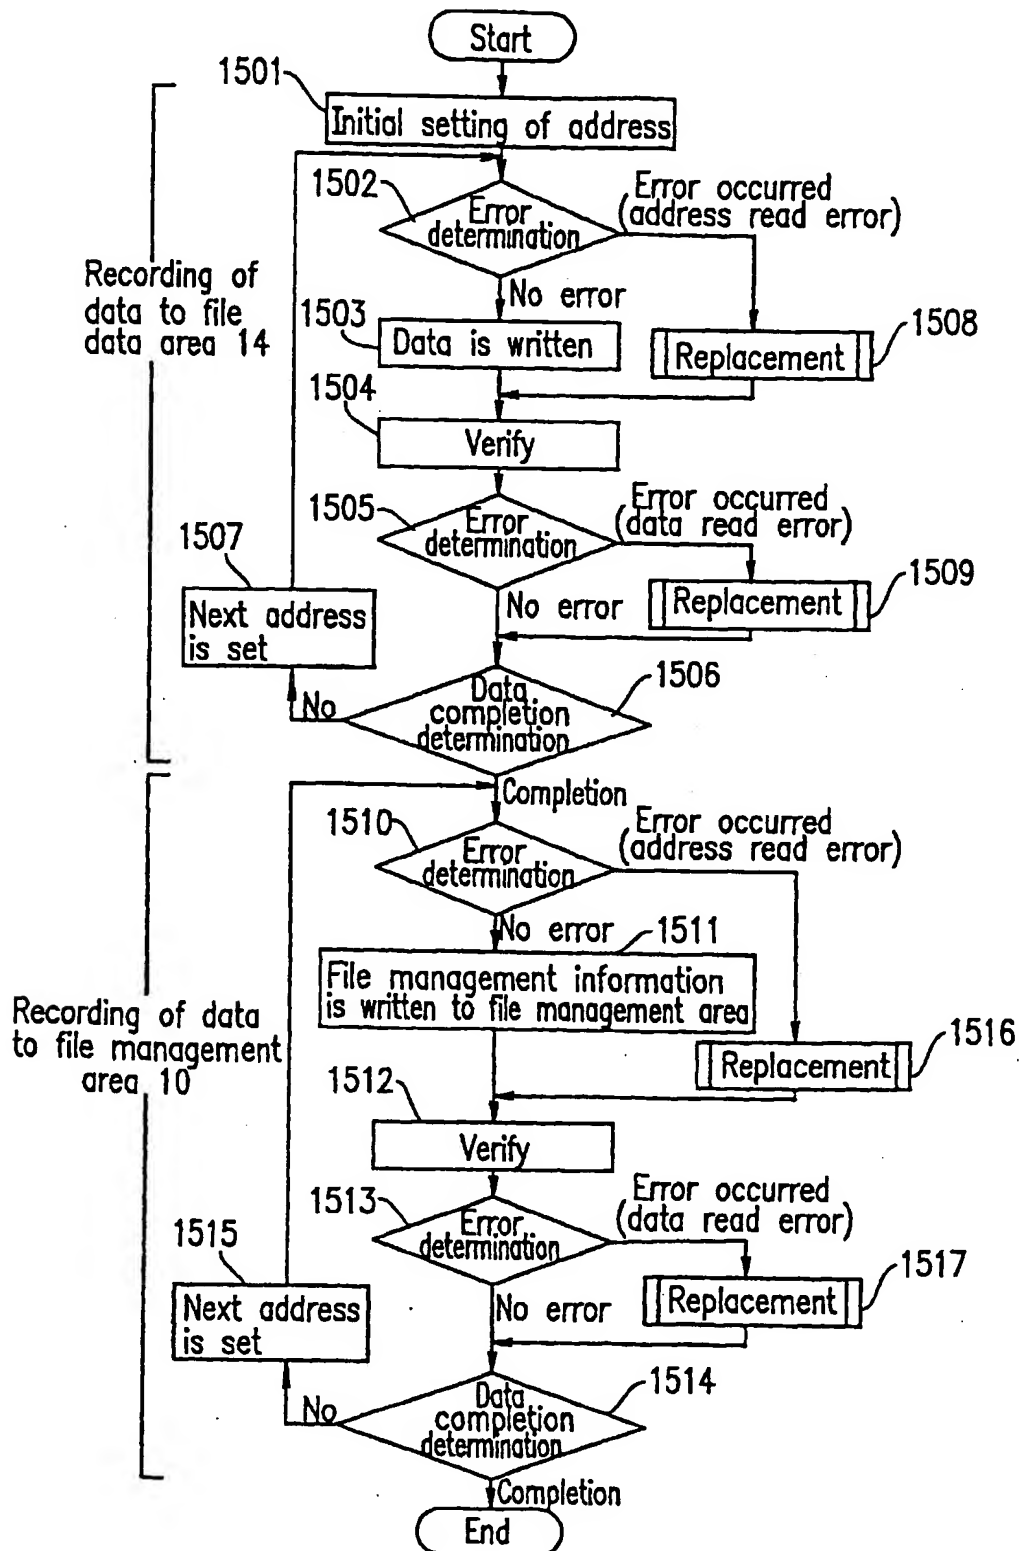 Start
1501
Initial setting of address
1502
Error
determination
Error occurred
(address read error)
No error
1503
Data is written
Replacement
1508
Recording of
data to file
data area 14
1504
Verify
1505
Error
determination
Error occurred
(data read error)
1507
Next address
is set
No error
Replacement
1509
1506
No
Data
completion
determination
Completion
1510
Error
determination
Error occurred
(address read error)
No error
1511
File management information
is written to file management area
Recording of data
to file management
area 10
Replacement
1516
1512
Verify
1513
Error
determination
Error occurred
(data read error)
1515
Next address
is set
No error
Replacement
1517
1514
No
Data
completion
determination
Completion
End